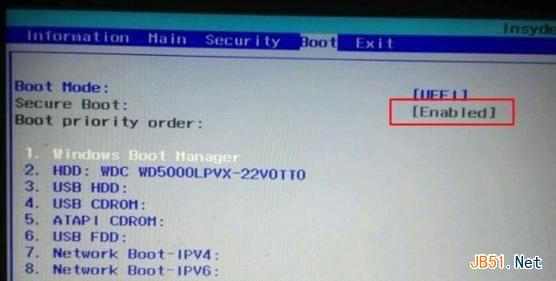 Insyde
Information Main Security Boot Exit
Boot Mode: [UEFI]
Secure Boot: [Enabled]
Boot priority order:
1. Windows Boot Manager
2. HDD: WDC WD5000LPVX-22V0TT0
3. USB HDD:
4. USB CDROM:
5. ATAPI CDROM:
6. USB FDD:
7. Network Boot-IPV4:
8. Network Boot-IPV6:
JB51.Net